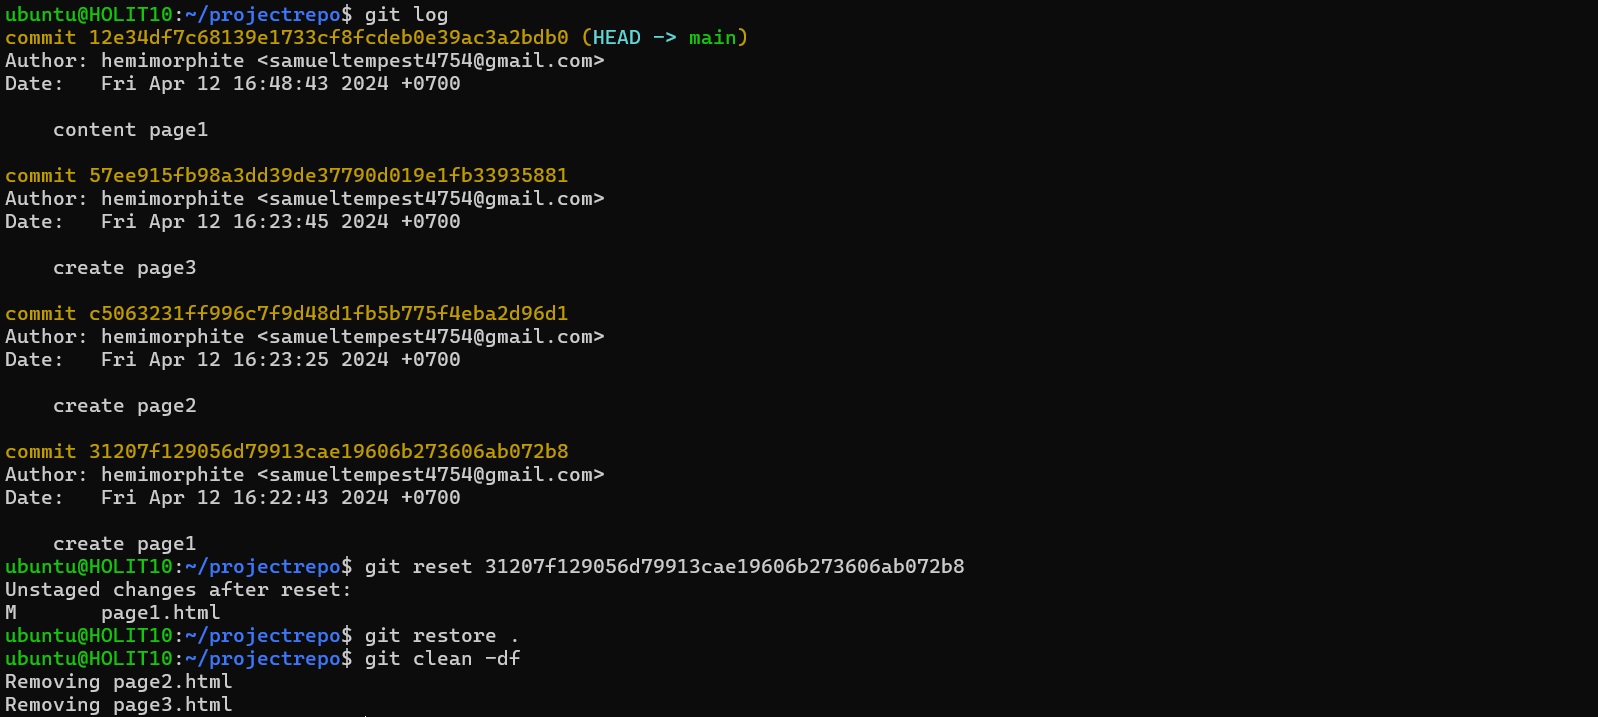 ubuntu@HOLIT10:~/projectrepo$ git log
commit 12e34df7c68139e1733cf8fcdeb0e39ac3a2bdb0 (HEAD -> main)
Author: hemimorphite <samueltempest4754@gmail.com>
Date:   Fri Apr 12 16:48:43 2024 +0700
    content page1
commit 57ee915fb98a3dd39de37790d019e1fb33935881
Author: hemimorphite <samueltempest4754@gmail.com>
Date:   Fri Apr 12 16:23:45 2024 +0700
    create page3
commit c5063231ff996c7f9d48d1fb5b775f4eba2d96d1
Author: hemimorphite <samueltempest4754@gmail.com>
Date:   Fri Apr 12 16:23:25 2024 +0700
    create page2
commit 31207f129056d79913cae19606b273606ab072b8
Author: hemimorphite <samueltempest4754@gmail.com>
Date:   Fri Apr 12 16:22:43 2024 +0700
    create page1
ubuntu@HOLIT10:~/projectrepo$ git reset 31207f129056d79913cae19606b273606ab072b8
Unstaged changes after reset:
M       page1.html
ubuntu@HOLIT10:~/projectrepo$ git restore .
ubuntu@HOLIT10:~/projectrepo$ git clean -df
Removing page2.html
Removing page3.html